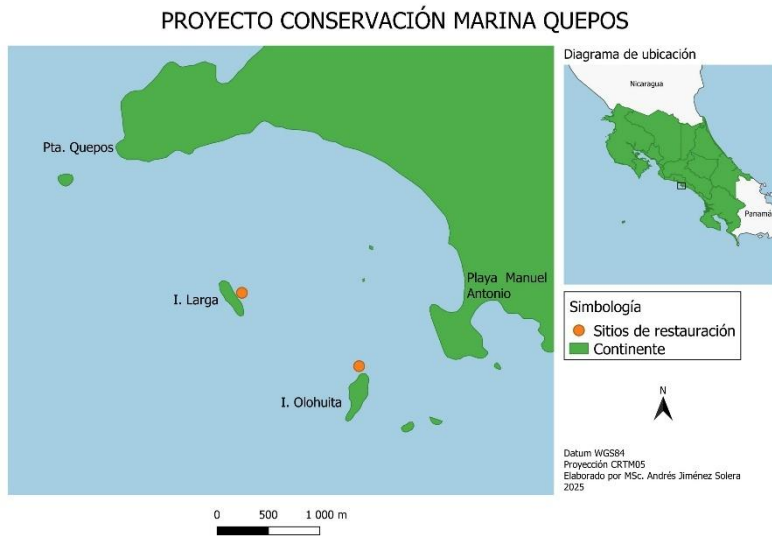 PROYECTO CONSERVACIÓN MARINA QUEPOS
Diagrama de ubicación
Nicaragua
Panamá
Pta. Quepos
I. Larga
Playa Manuel
Antonio
I. Olohuita
Simbología
Sitios de restauración
Continente
N
Datum WGS84
Proyección CRTM05
Elaborado por MSc. Andrés Jiménez Solera
2025
0 500 1 000 m